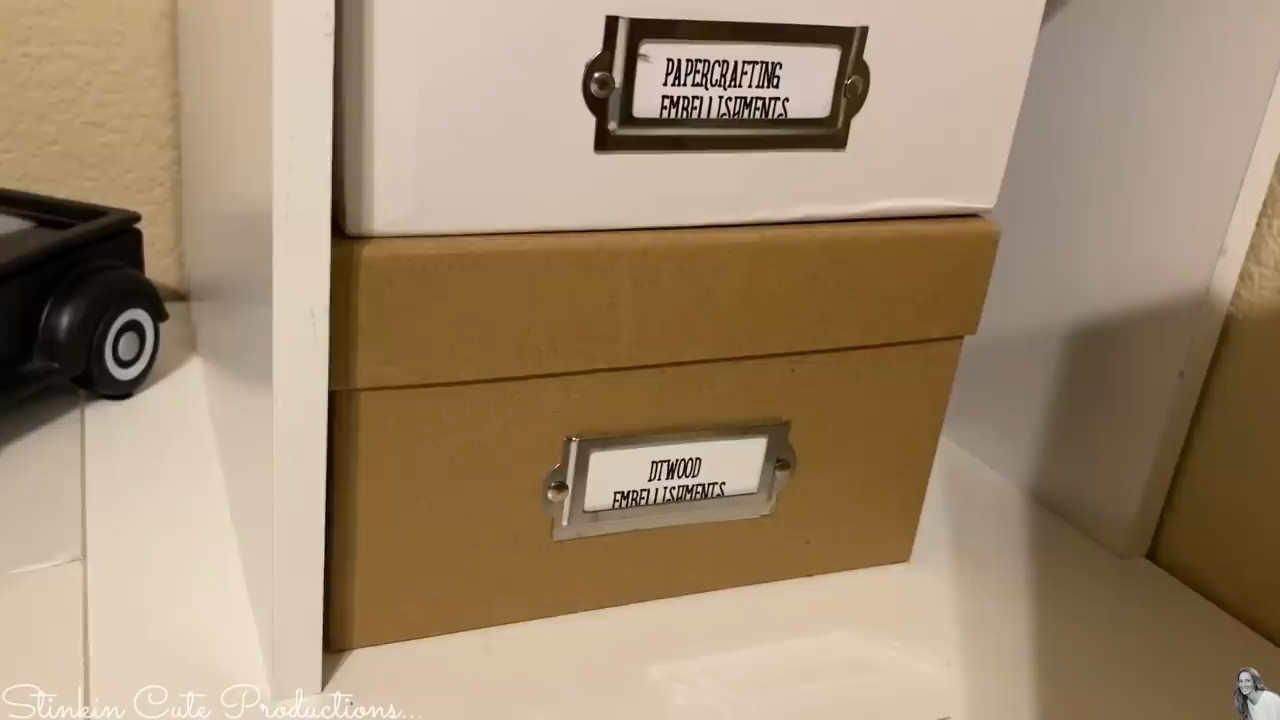 PAPERCRAFTING
EMBELLISHMENTS
DTWOOD
EMBELLISHMENTS
Stinkin Cute Productions...